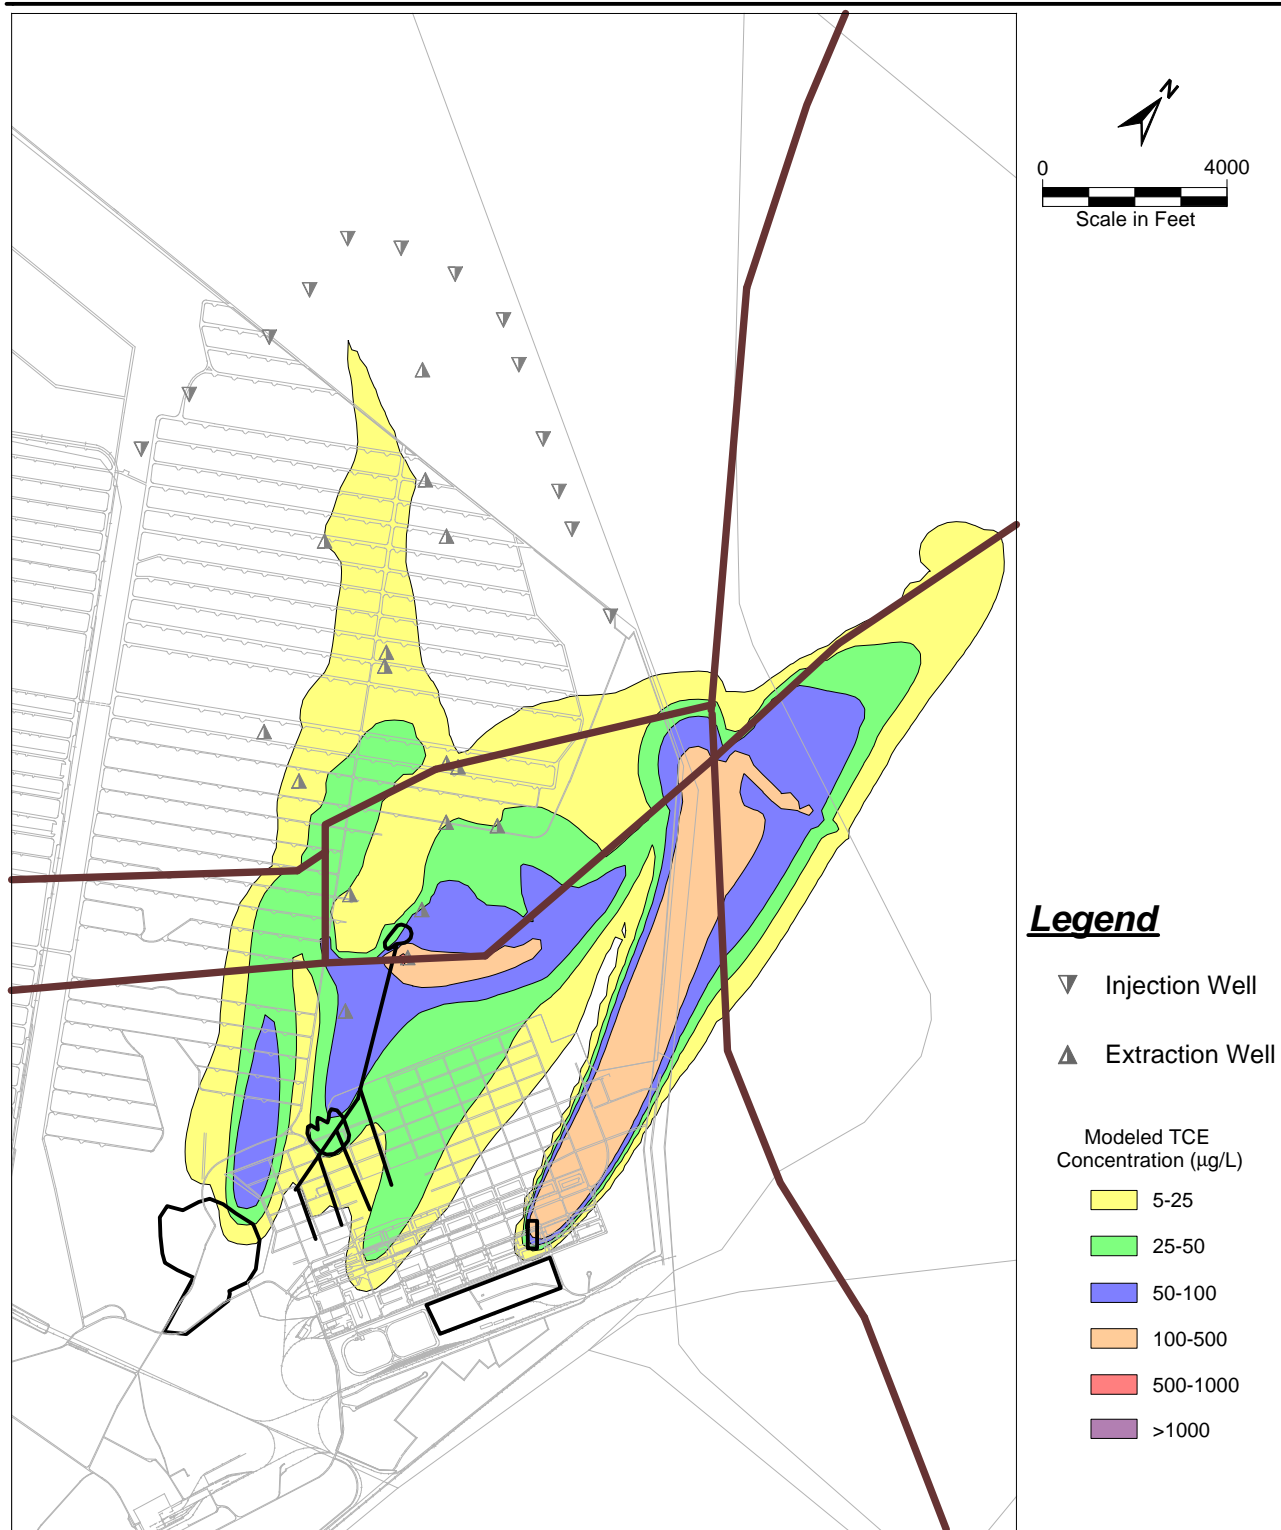 N
0 4000
Scale in Feet
Legend
Injection Well
Extraction Well
Modeled TCE
Concentration (µg/L)
5-25
25-50
50-100
100-500
500-1000
>1000